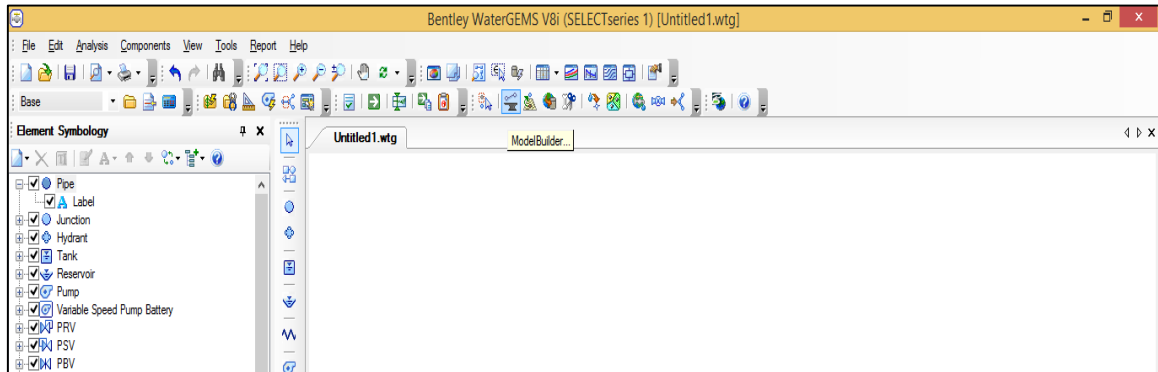 Bentley WaterGEMS V8i (SELECTseries 1) [Untitled1.wtg]
File Edit Analysis Components View Tools Report Help
Base
Element Symbology
Untitled1.wtg
ModelBuilder...
Pipe
Label
Junction
Hydrant
Tank
Reservoir
Pump
Variable Speed Pump Battery
PRV
PSV
PBV